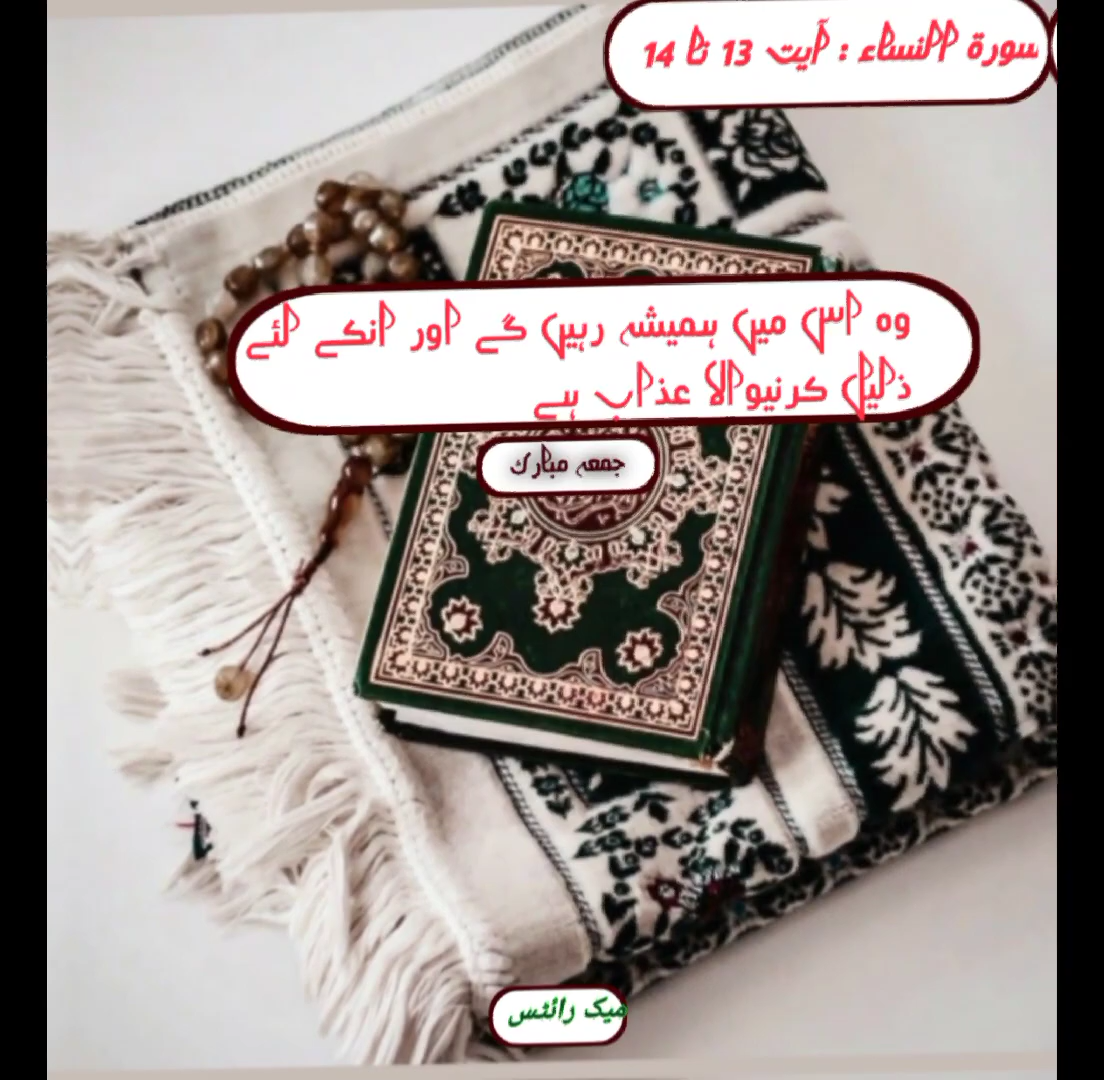 سورة النساء : آیت 13 تا 14
وہ اس میں ہمیشہ رہیں گے اور انکے لئے
ذلیل کرنیوالا عذاب ہے
جمعہ مبارک
میک رائٹس